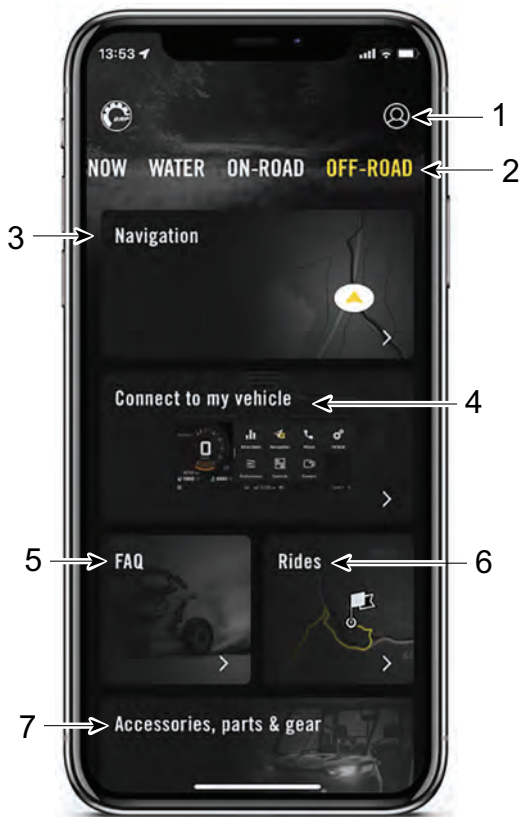 13:53
1
NOW WATER ON-ROAD OFF-ROAD
2
3
Navigation
Connect to my vehicle
4
0
5
FAQ
Rides
6
7
Accessories, parts & gear